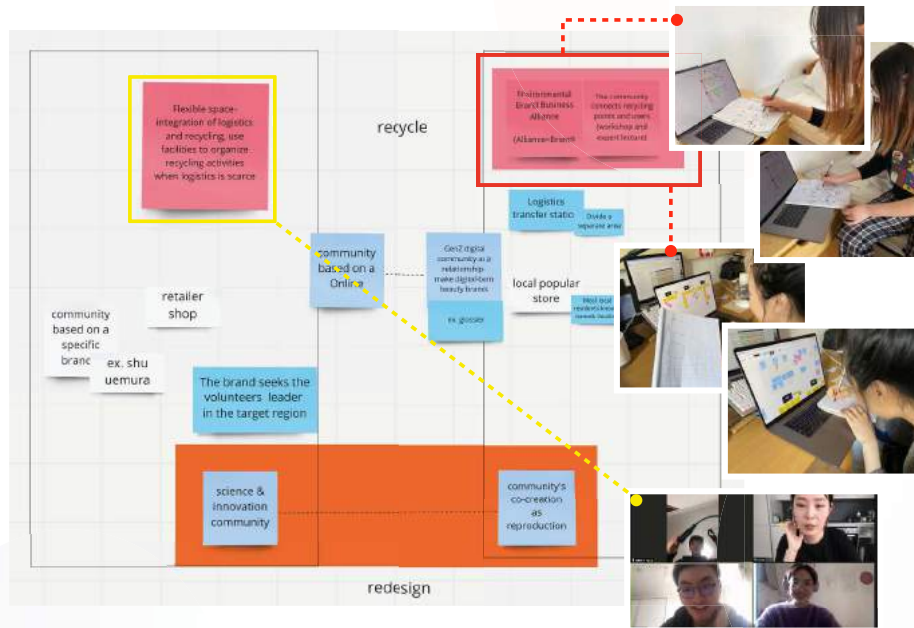 Flexible space-
integration of logistics
and recycling, use
facilities to organize
recycling activities
when logistics is scarce
recycle
Environmental
Brand Business
Alliance
(Alliance+Brand)
This community
connects recycling
points and users
(workshop and
expert lecture)
Logistics
transfer statio
Divide a
separate area
community
based on a
Online
GenZ digital
community as a
relationship
make digital-born
beauty brands
ex. glossier
local popular
store
Most local
retailer
shop
community
based on a
specific
brand
ex. shu
uemura
The brand seeks the
volunteers leader
in the target region
science &
innovation
community
community's
co-creation
as
reproduction
redesign